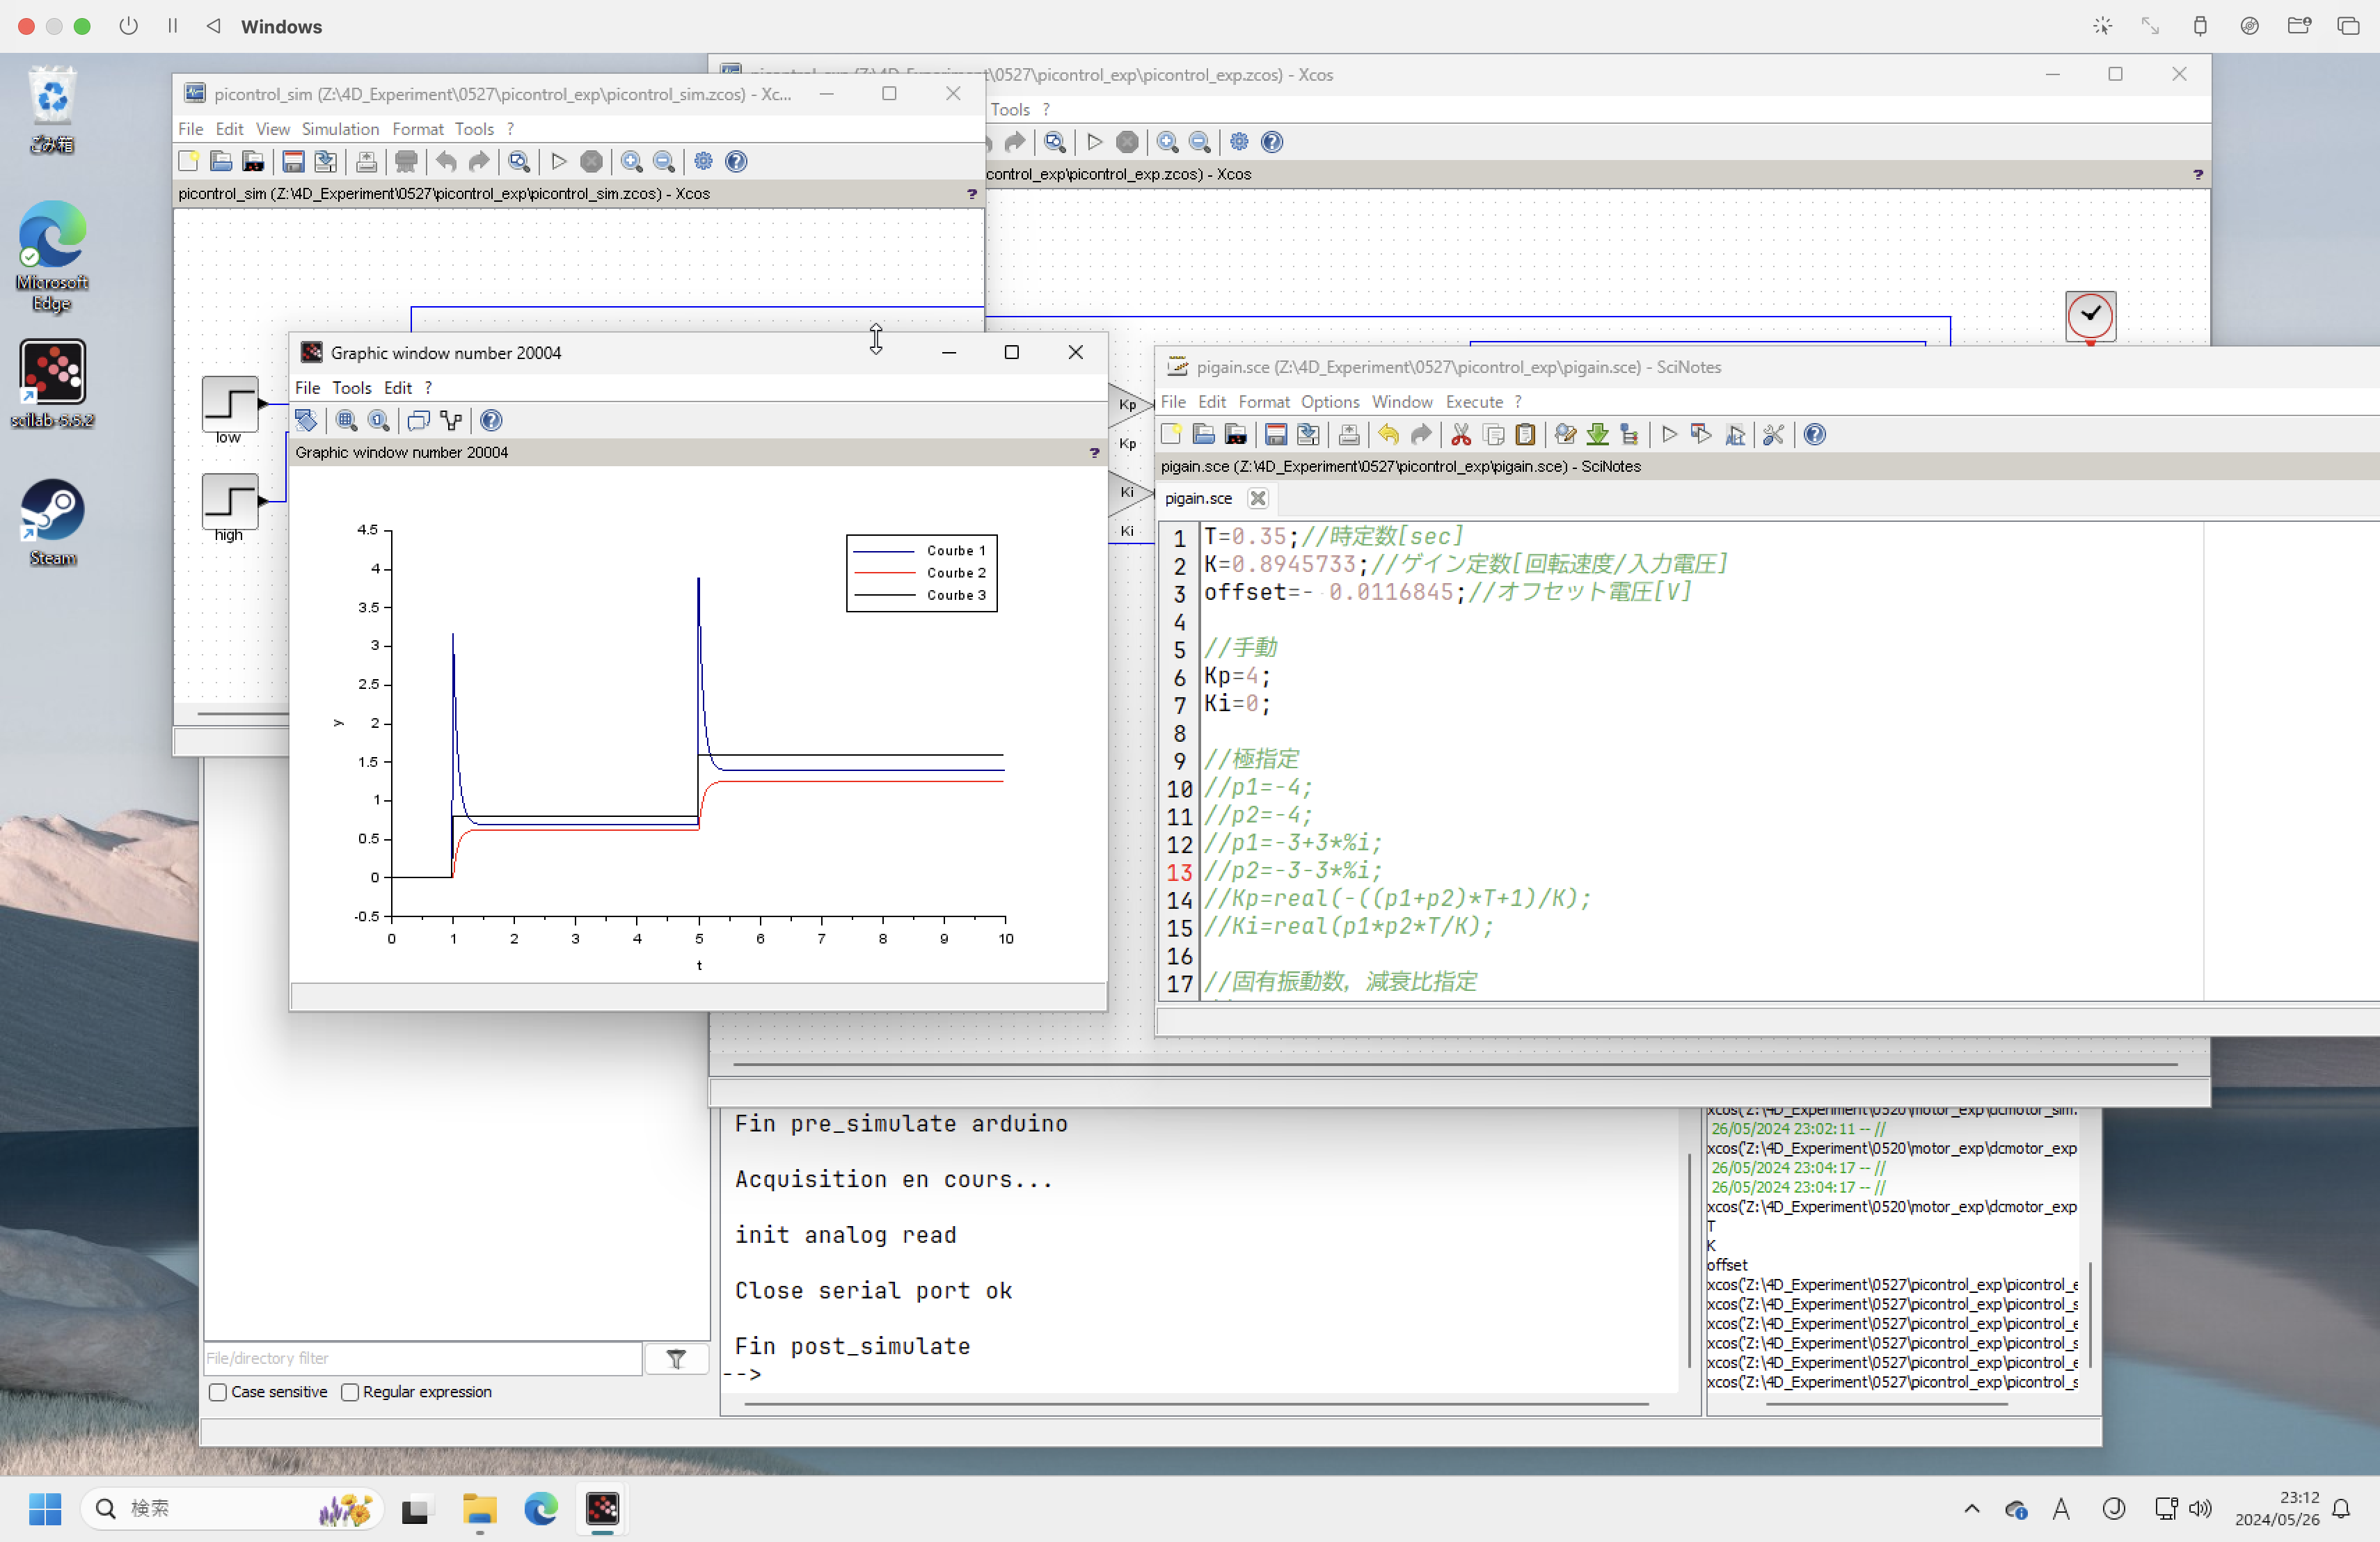 Windows
ごみ箱
Microsoft
Edge
scilab-5.5.2
Steam
picontrol_sim (Z:\4D_Experiment\0527\picontrol_exp\picontrol_sim.zcos) - Xc...
File Edit View Simulation Format Tools ?
picontrol_sim (Z:\4D_Experiment\0527\picontrol_exp\picontrol_sim.zcos) - Xcos ?
low
high
picontrol_exp (Z:\4D_Experiment\0527\picontrol_exp\picontrol_exp.zcos) - Xcos
Tools ?
control_exp\picontrol_exp.zcos) - Xcos ?
Kp
Kp
Ki
Ki
Graphic window number 20004
File Tools Edit ?
Graphic window number 20004 ?
Courbe 1
Courbe 2
Courbe 3
4.5
4
3.5
3
2.5
2
1.5
1
0.5
0
-0.5
y
0 1 2 3 4 5 6 7 8 9 10
t
pigain.sce (Z:\4D_Experiment\0527\picontrol_exp\pigain.sce) - SciNotes
File Edit Format Options Window Execute ?
pigain.sce (Z:\4D_Experiment\0527\picontrol_exp\pigain.sce) - SciNotes
pigain.sce
1 T=0.35;//時定数[sec]
2 K=0.8945733;//ゲイン定数[回転速度/入力電圧]
3 offset=- 0.0116845;//オフセット電圧[V]
4
5 //手動
6 Kp=4;
7 Ki=0;
8
9 //極指定
10 //p1=-4;
11 //p2=-4;
12 //p1=-3+3*%i;
13 //p2=-3-3*%i;
14 //Kp=real(-((p1+p2)*T+1)/K);
15 //Ki=real(p1*p2*T/K);
16
17 //固有振動数，減衰比指定
Fin pre_simulate arduino
Acquisition en cours...
init analog read
Close serial port ok
Fin post_simulate
-->
xcos('Z:\4D_Experiment\0520\motor_exp\dcmotor_sim.
26/05/2024 23:02:11 -- //
xcos('Z:\4D_Experiment\0520\motor_exp\dcmotor_exp
26/05/2024 23:04:17 -- //
26/05/2024 23:04:17 -- //
xcos('Z:\4D_Experiment\0520\motor_exp\dcmotor_exp
T
K
offset
xcos('Z:\4D_Experiment\0527\picontrol_exp\picontrol_e
xcos('Z:\4D_Experiment\0527\picontrol_exp\picontrol_s
xcos('Z:\4D_Experiment\0527\picontrol_exp\picontrol_e
xcos('Z:\4D_Experiment\0527\picontrol_exp\picontrol_s
xcos('Z:\4D_Experiment\0527\picontrol_exp\picontrol_e
xcos('Z:\4D_Experiment\0527\picontrol_exp\picontrol_s
File/directory filter
Case sensitive Regular expression
検索
A
23:12
2024/05/26